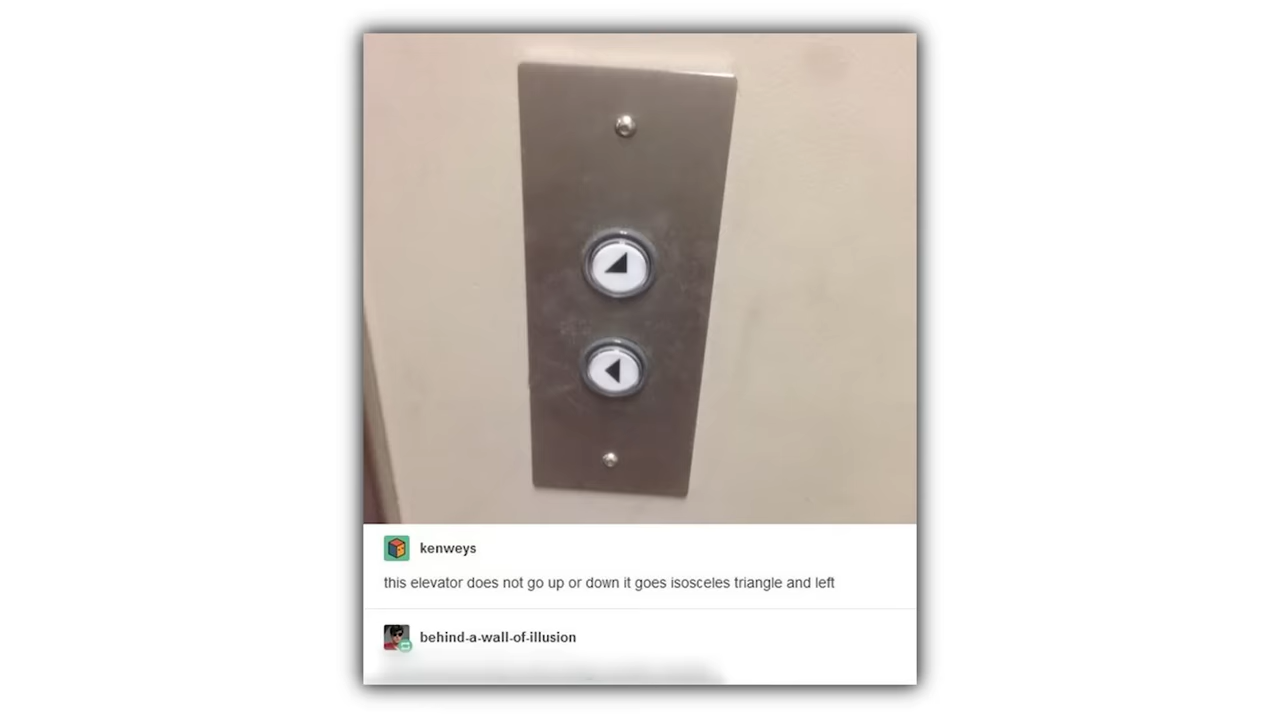 kenweys
this elevator does not go up or down it goes isosceles triangle and left
behind-a-wall-of-illusion